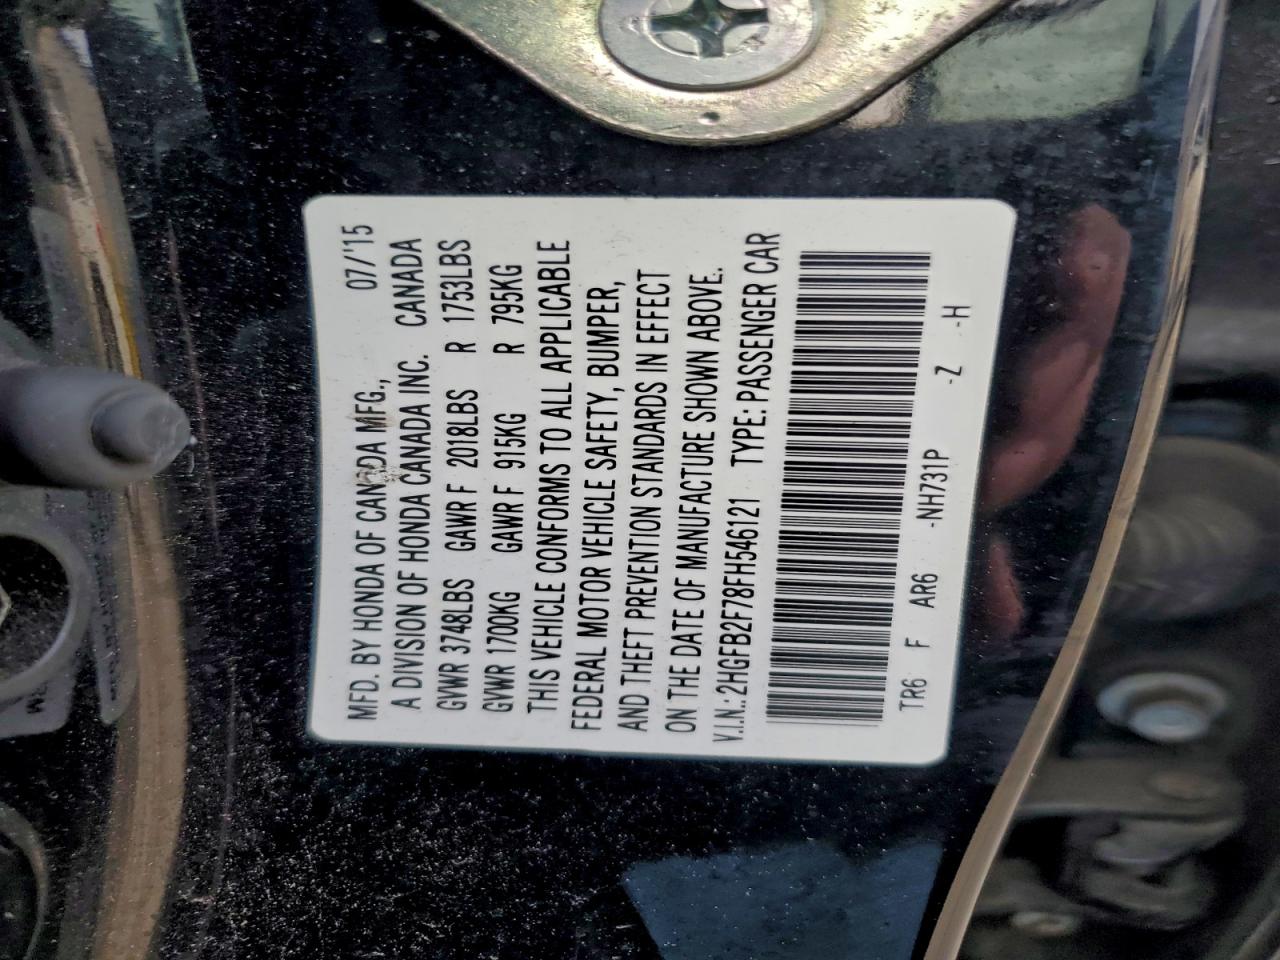 MFD. BY HONDA OF CANADA MFG., 07/'15
A DIVISION OF HONDA CANADA INC. CANADA
GVWR 3748LBS GAWR F 2018LBS R 1753LBS
GVWR 1700KG GAWR F 915KG R 795KG
THIS VEHICLE CONFORMS TO ALL APPLICABLE
FEDERAL MOTOR VEHICLE SAFETY, BUMPER,
AND THEFT PREVENTION STANDARDS IN EFFECT
ON THE DATE OF MANUFACTURE SHOWN ABOVE.
V.I.N.:2HGFB2F78FH546121 TYPE: PASSENGER CAR
TR6 F AR6 -NH731P -Z -H